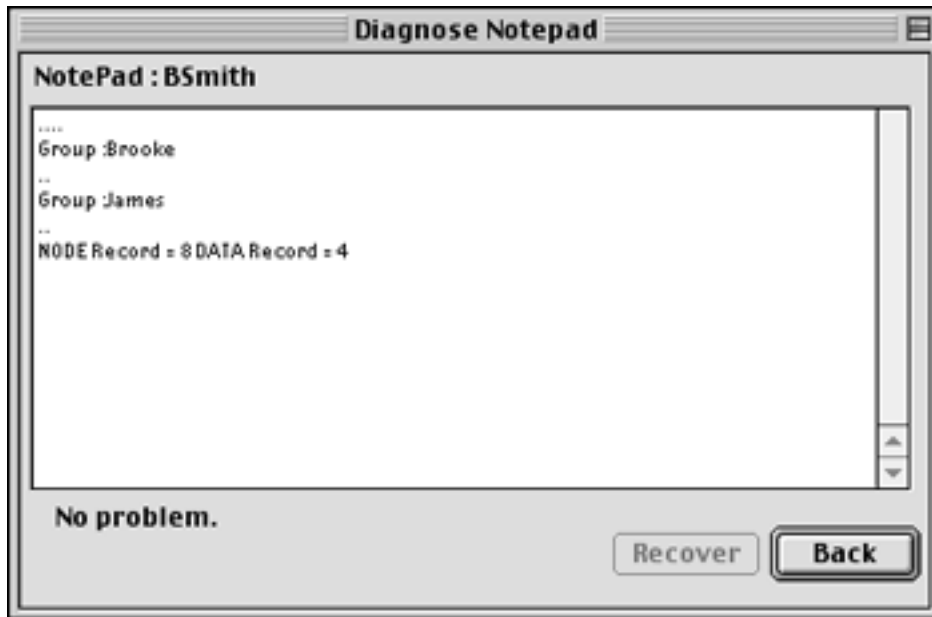 Diagnose Notepad
NotePad : BSmith
....
Group :Brooke
..
Group :James
..
NODE Record = 8 DATA Record = 4
No problem.
Recover
Back